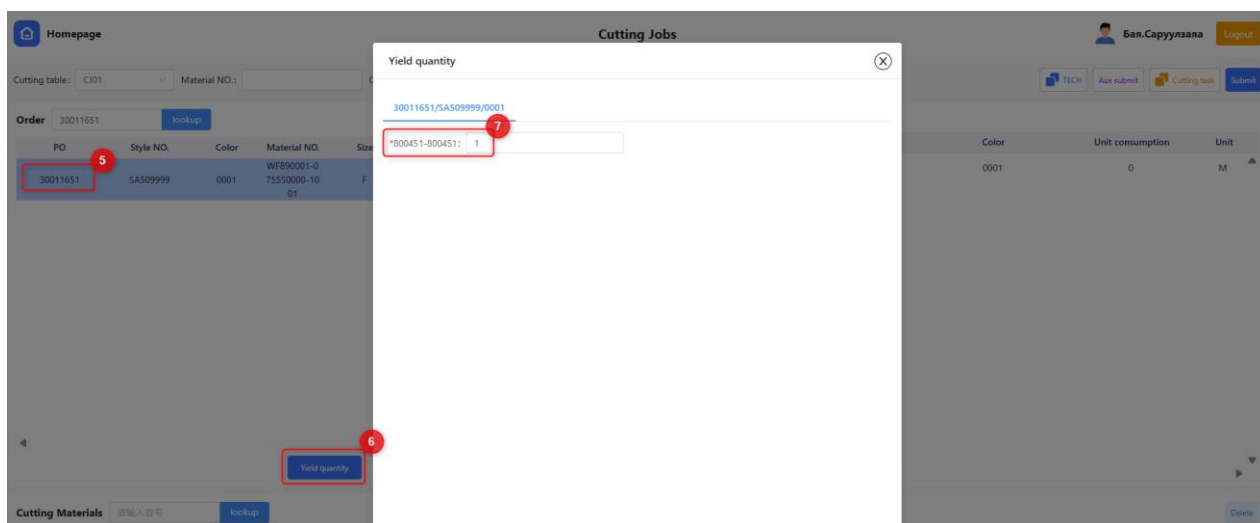 Homepage
Cutting Jobs
Бая.Саруулзаяа
Logout
Cutting table: CJ01
Material NO.:
TECH
Aux submit
Cutting task
Submit
Yield quantity
30011651/SA509999/0001
7
*800451-800451: 1
Order 30011651 lookup
PO Style NO. Color Material NO. Size
Color Unit consumption Unit
5
30011651 SA509999 0001 WF890001-0
75SS0000-10
01 F
0001 0 M
6
Yield quantity
Cutting Materials 请输入卷号 lookup
Delete